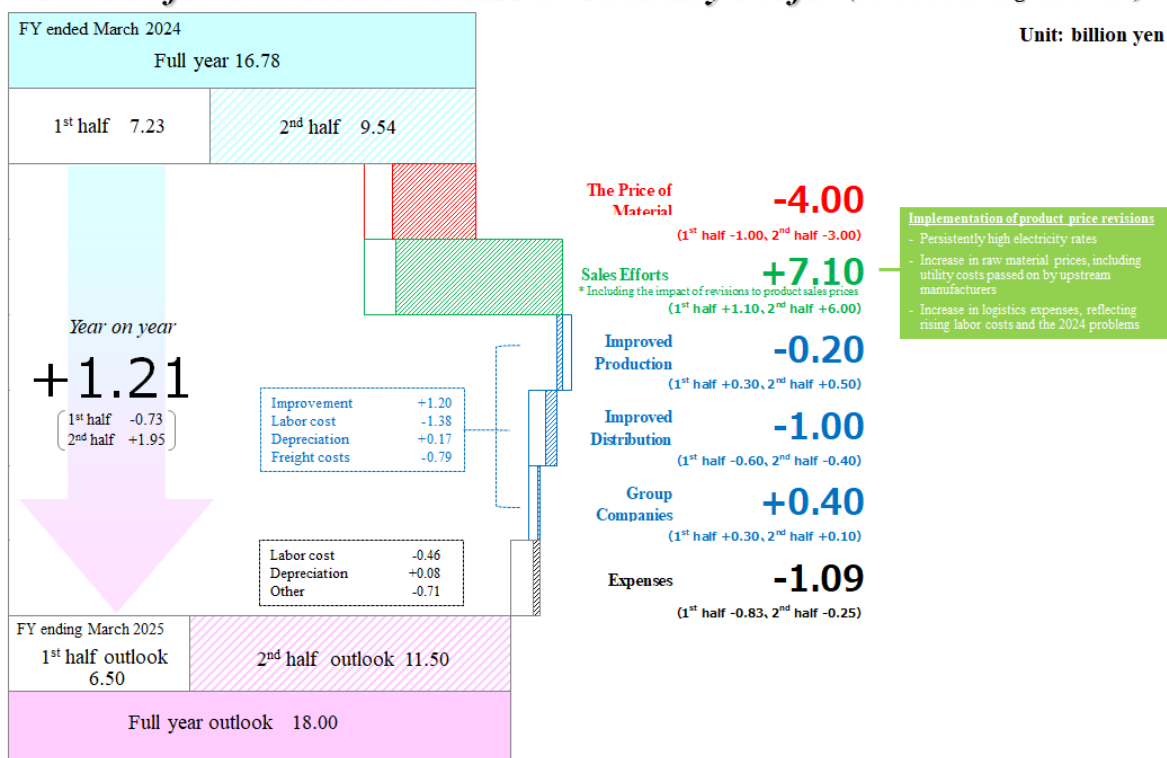 Unit: billion yen
FY ended March 2024
Full year 16.78
1st half 7.23
2nd half 9.54
The Price of
Material
-4.00
(1st half -1.00、2nd half -3.00)
Sales Efforts
+7.10
* Including the impact of revisions to product sales prices
(1st half +1.10、2nd half +6.00)
Implementation of product price revisions
- Persistently high electricity rates
- Increase in raw material prices, including
utility costs passed on by upstream
manufacturers
- Increase in logistics expenses, reflecting
rising labor costs and the 2024 problems
Year on year
+1.21
1st half -0.73
2nd half +1.95
Improved
Production
-0.20
(1st half +0.30、2nd half +0.50)
Improvement +1.20
Labor cost -1.38
Depreciation +0.17
Freight costs -0.79
Improved
Distribution
-1.00
(1st half -0.60、2nd half -0.40)
Group
Companies
+0.40
(1st half +0.30、2nd half +0.10)
Labor cost -0.46
Depreciation +0.08
Other -0.71
Expenses
-1.09
(1st half -0.83、2nd half -0.25)
FY ending March 2025
1st half outlook
6.50
2nd half outlook 11.50
Full year outlook 18.00